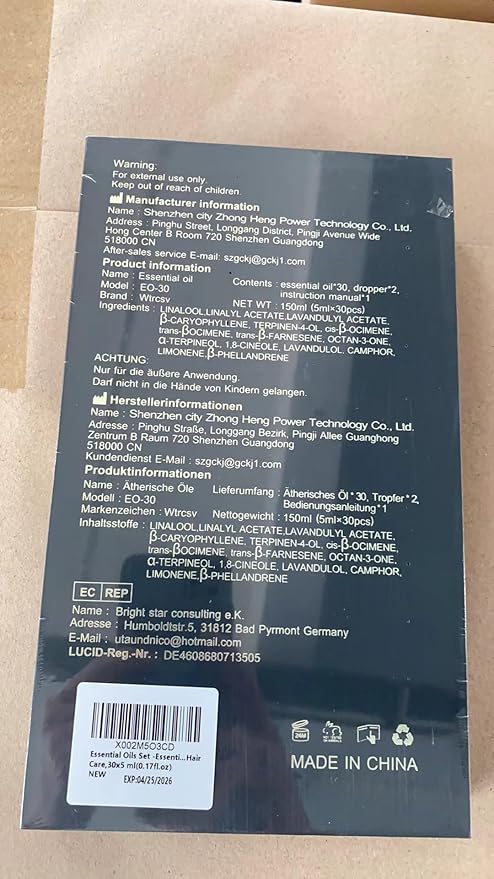 Warning:
For external use only.
Keep out of reach of children.
Manufacturer information
Name : Shenzhen city Zhong Heng Power Technology Co., Ltd.
Address : Pinghu Street, Longgang District, Pingji Avenue Wide
Hong Center B Room 720 Shenzhen Guangdong
518000 CN
After-sales service E-mail: szgckj@gckj1.com
Product information
Name : Essential oil
Contents : essential oil*30, dropper*2,
instruction manual*1
Model : EO-30
Brand : Wtrcsv
NET WT : 150ml (5ml×30pcs)
Ingredients : LINALOOL,LINALYL ACETATE,LAVANDULYL ACETATE,
β-CARYOPHYLLENE, TERPINEN-4-OL, cis-β-OCIMENE,
trans-βOCIMENE, trans-β-FARNESENE, OCTAN-3-ONE,
α-TERPINEOL, 1,8-CINEOLE, LAVANDULOL, CAMPHOR,
LIMONENE,β-PHELLANDRENE
ACHTUNG:
Nur für die äußere Anwendung.
Darf nicht in die Hände von Kindern gelangen.
Herstellerinformationen
Name : Shenzhen city Zhong Heng Power Technology Co., Ltd.
Adresse : Pinghu Straße, Longgang Bezirk, Pingji Allee Guanghong
Zentrum B Raum 720 Shenzhen Guangdong
518000 CN
Kundendienst E-Mail : szgckj@gckj1.com
Produktinformationen
Name : Ätherische Öle
Lieferumfang : Ätherisches Öl*30, Tropfer*2,
Bedienungsanleitung*1
Modell : EO-30
Markenzeichen : Wtrcsv
Nettogewicht : 150ml (5ml×30pcs)
Inhaltsstoffe : LINALOOL,LINALYL ACETATE,LAVANDULYL ACETATE,
β-CARYOPHYLLENE, TERPINEN-4-OL, cis-β-OCIMENE,
trans-βOCIMENE, trans-β-FARNESENE, OCTAN-3-ONE,
α-TERPINEOL, 1,8-CINEOLE, LAVANDULOL, CAMPHOR,
LIMONENE,β-PHELLANDRENE
EC REP
Name : Bright star consulting e.K.
Adresse : Humboldtstr.5, 31812 Bad Pyrmont Germany
E-Mail : utaundnico@hotmail.com
LUCID-Reg.-Nr.: DE4608680713505
X002M5O3CD
Essential Oils Set -Essenti...Hair
Care,30x5 ml(0.17fl.oz)
NEW
EXP:04/25/2026
24M
MADE IN CHINA